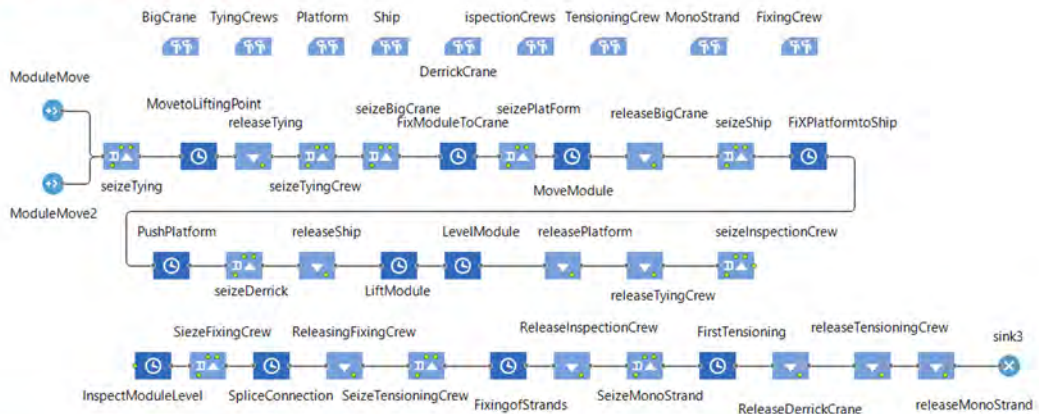 BigCrane TyingCrews Platform Ship ispectionCrews TensioningCrew MonoStrand FixingCrew
DerrickCrane
ModuleMove
MovetoLiftingPoint
seizeBigCrane seizePlatForm
releaseTying FixModuleToCrane releaseBigCrane seizeShip FiXPlatformtoShip
seizeTying seizeTyingCrew MoveModule
ModuleMove2
PushPlatform releaseShip LevelModule releasePlatform seizeInspectionCrew
seizeDerrick LiftModule releaseTyingCrew
SiezeFixingCrew ReleasingFixingCrew ReleaseInspectionCrew FirstTensioning releaseTensioningCrew sink3
InspectModuleLevel SpliceConnection SeizeTensioningCrew FixingofStrands SeizeMonoStrand ReleaseDerrickCrane releaseMonoStrand